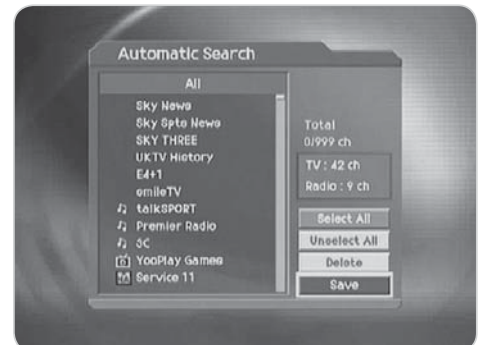 Automatic Search
All
Sky News
Sky Spts News
SKY THREE
UKTV History
E4+1
smileTV
talkSPORT
Premier Radio
3C
YooPlay Games
Service 11
Total
0/999 ch
TV : 42 ch
Radio : 9 ch
Select All
Unselect All
Delete
Save